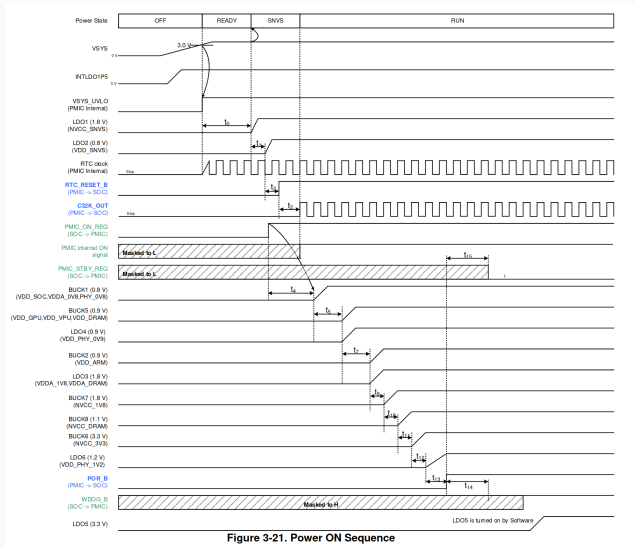 Power State OFF READY SNVS RUN
VSYS
0 V
3.0 V
INTLDO1P5
0 V
VSYS_UVLO
(PMIC Internal)
LDO1 (1.8 V)
(NVCC_SNVS)
t0
LDO2 (0.8 V)
(VDD_SNVS)
RTC clock
(PMIC Internal)
Stop
RTC_RESET_B
(PMIC -> SOC)
t2
C32K_OUT
(PMIC -> SOC)
Stop
t3
PMIC_ON_REQ
(SOC -> PMIC)
PMIC internal ON
signal
Masked to L
t15
PMIC_STBY_REQ
(SOC -> PMIC)
Masked to L
L
BUCK1 (0.8 V)
(VDD_SOC,VDDA_0V8,PHY_0V8)
t4
BUCK5 (0.9 V)
(VDD_GPU,VDD_VPU,VDD_DRAM)
LDO4 (0.9 V)
(VDD_PHY_0V9)
BUCK2 (0.9 V)
(VDD_ARM)
t7
LDO3 (1.8 V)
(VDDA_1V8,VDDA_DRAM)
BUCK7 (1.8 V)
(NVCC_1V8)
BUCK8 (1.1 V)
(NVCC_DRAM)
t10
BUCK6 (3.3 V)
(NVCC_3V3)
t11
LDO6 (1.2 V)
(VDD_PHY_1V2)
t12
POR_B
(PMIC -> SOC)
t13
t14
WDOG_B
(SOC -> PMIC)
Masked to H
LDO5 (3.3 V)
LDO5 is turned on by Software
Figure 3-21. Power ON Sequence